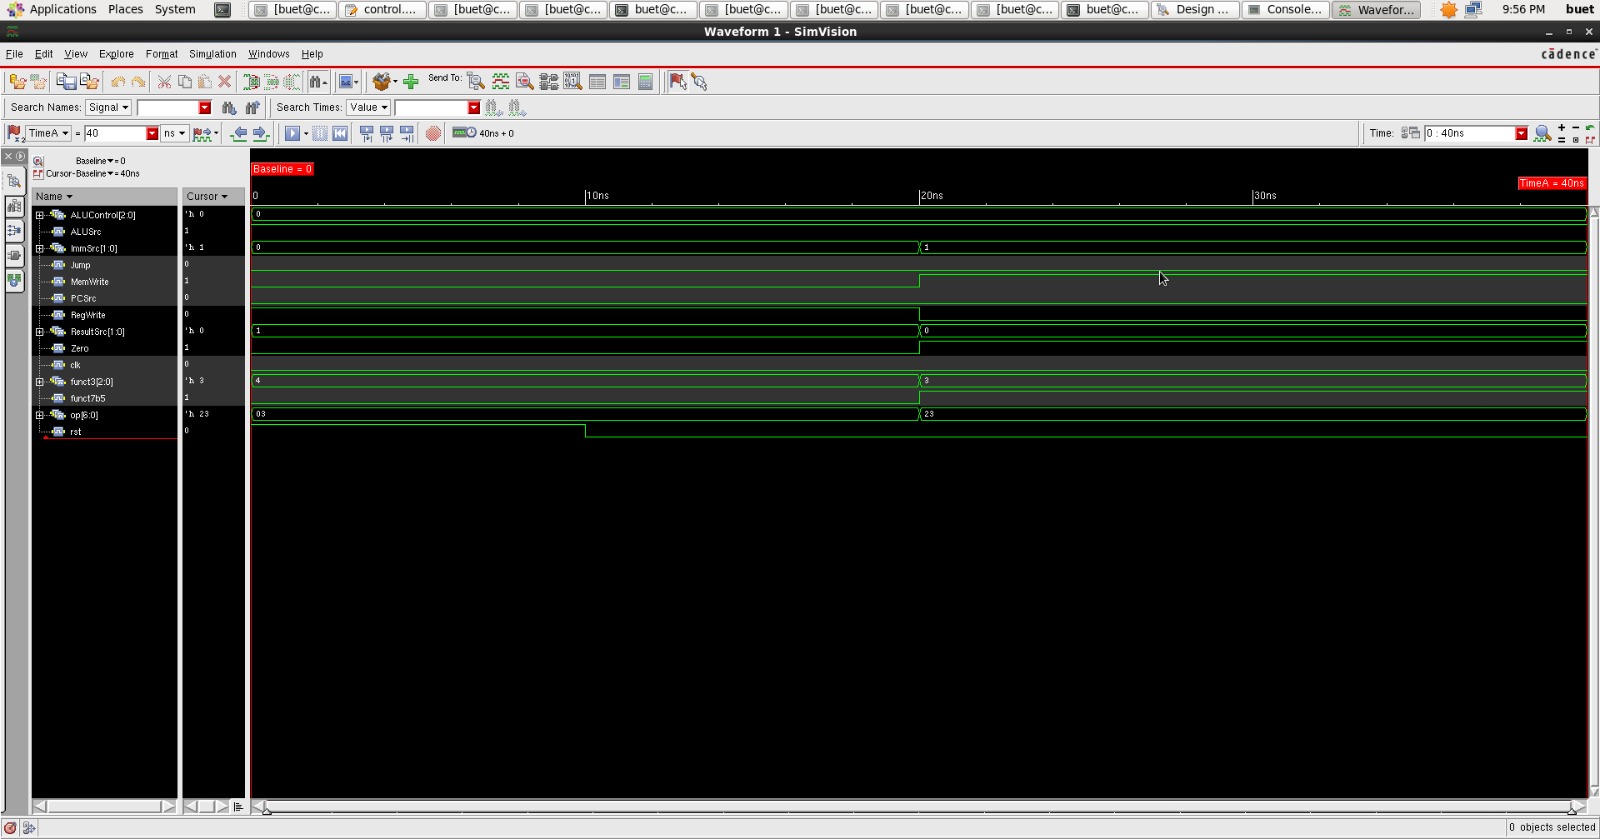 Applications Places System [buet@c... control.... [buet@c... [buet@c... buet@c... [buet@c... [buet@c... [buet@c... [buet@c... buet@c... Design ... Console... Wavefor... 9:56 PM buet
Waveform 1 - SimVision
File Edit View Explore Format Simulation Windows Help cādence
Send To:
Search Names: Signal Search Times: Value
TimeA = 40 ns 40ns + 0 Time: 0 : 40ns
Baseline = 0
Cursor-Baseline = 40ns
Baseline = 0
TimeA = 40ns
Name Cursor 0 10ns 20ns 30ns
ALUControl[2:0] 'h 0 0
ALUSrc 1
ImmSrc[1:0] 'h 1 0 1
Jump 0
MemWrite 1
PCSrc 0
RegWrite 0
ResultSrc[1:0] 'h 0 1 0
Zero 1
clk 0
funct3[2:0] 'h 3 4 3
funct7b5 1
op[6:0] 'h 23 03 23
rst 0
0 objects selected